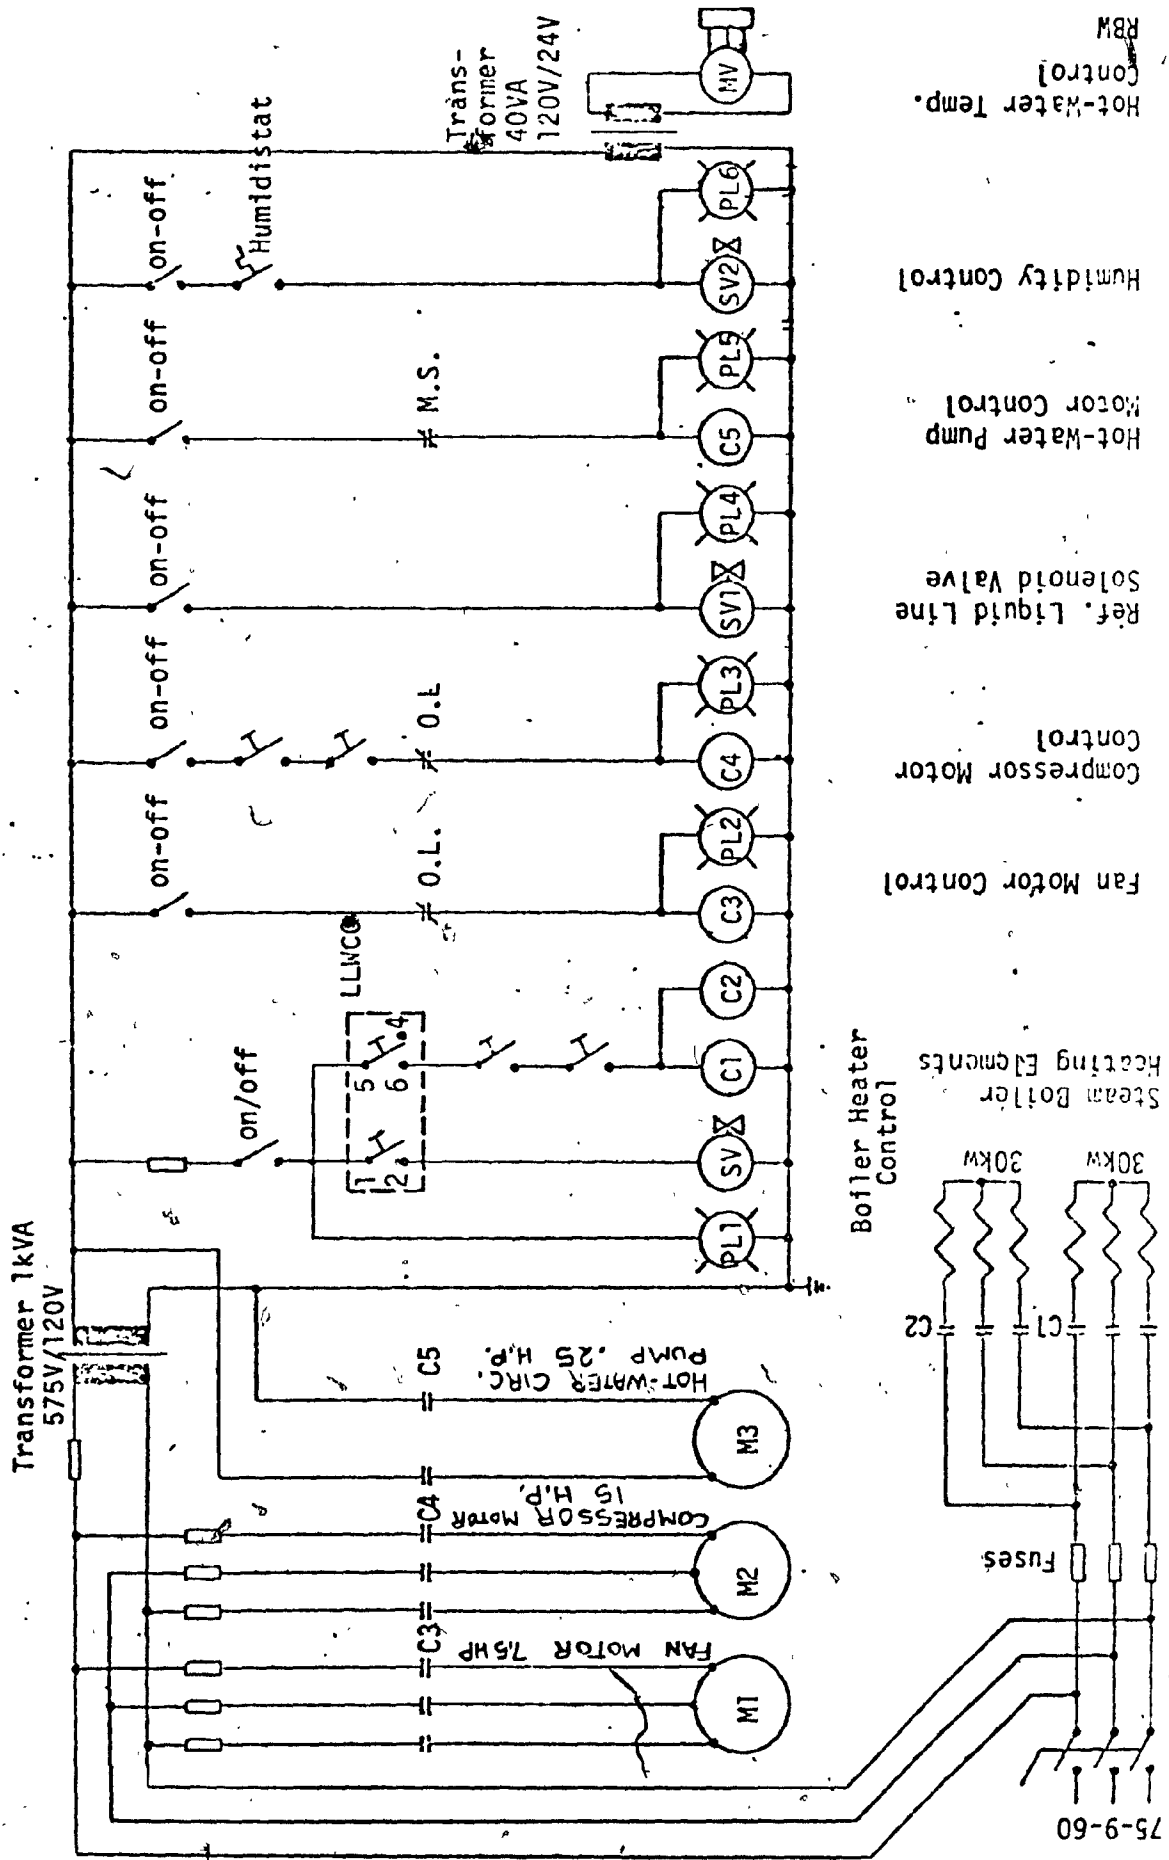 Transformer 1kVA
575V/120V
on/off
LLWCO
on-off
on-off
on-off
on-off
on-off
Humidistat
Trans-
former
40VA
120V/24V
1
2
5
6
4
O.L.
O.L
M.S.
C3
C4
C5
FAN MOTOR 7.5HP
COMPRESSOR MOTOR
15 H.P.
HOT-WATER CIRC.
PUMP .25 H.P.
M1
M2
M3
PL1
SV
C1
C2
C3
PL2
C4
PL3
SV1
PL4
C5
PL5
SV2
PL6
MV
Boiler Heater
Control
Fan Motor Control
Compressor Motor
Control
Ref. Liquid Line
Solenoid Valve
Hot-Water Pump
Motor Control
Humidity Control
Hot-Water Temp.
Control
RBW
Steam Boiler
Heating Elements
30kw
30kw
C2
C1
Fuses
75-9-60